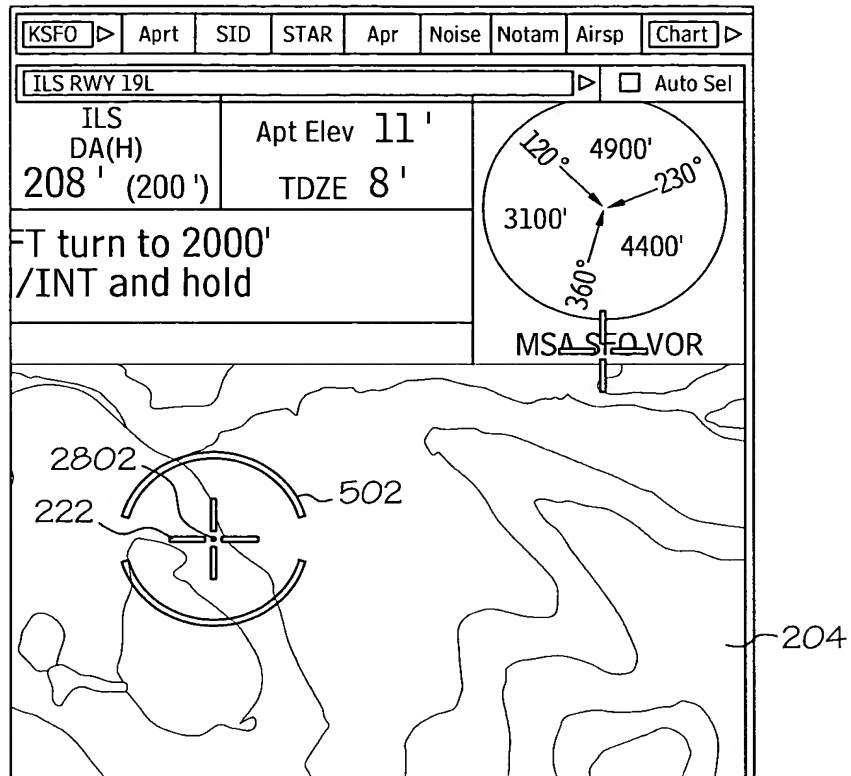 KSFO Aprt SID STAR Apr Noise Notam Airsp Chart
ILS RWY 19L Auto Sel
ILS
DA(H)
208 ' (200 ')
Apt Elev 11 '
TDZE 8 '
120°
4900'
230°
3100'
4400'
360°
MSA SFO VOR
FT turn to 2000'
/INT and hold
2802
502
222
204